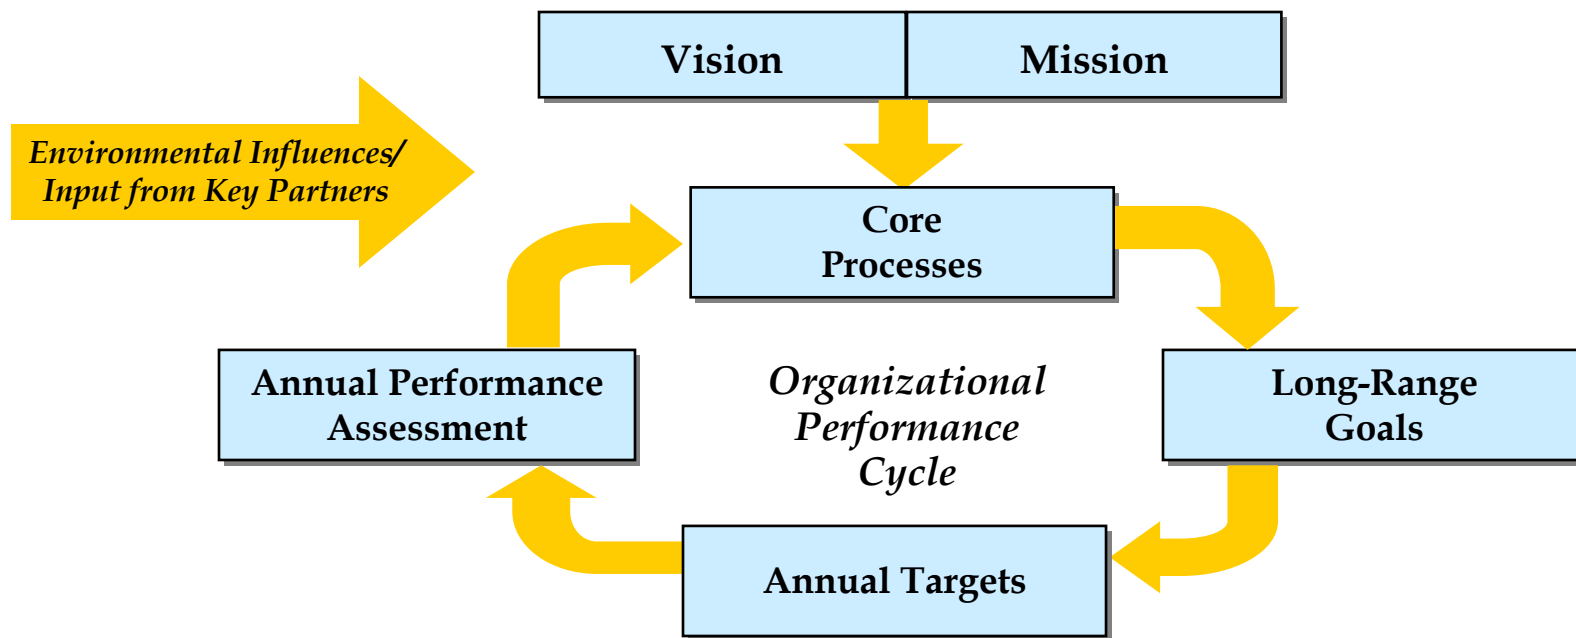 Vision
Mission
Environmental Influences/
Input from Key Partners
Core
Processes
Annual Performance
Assessment
Organizational
Performance
Cycle
Long-Range
Goals
Annual Targets